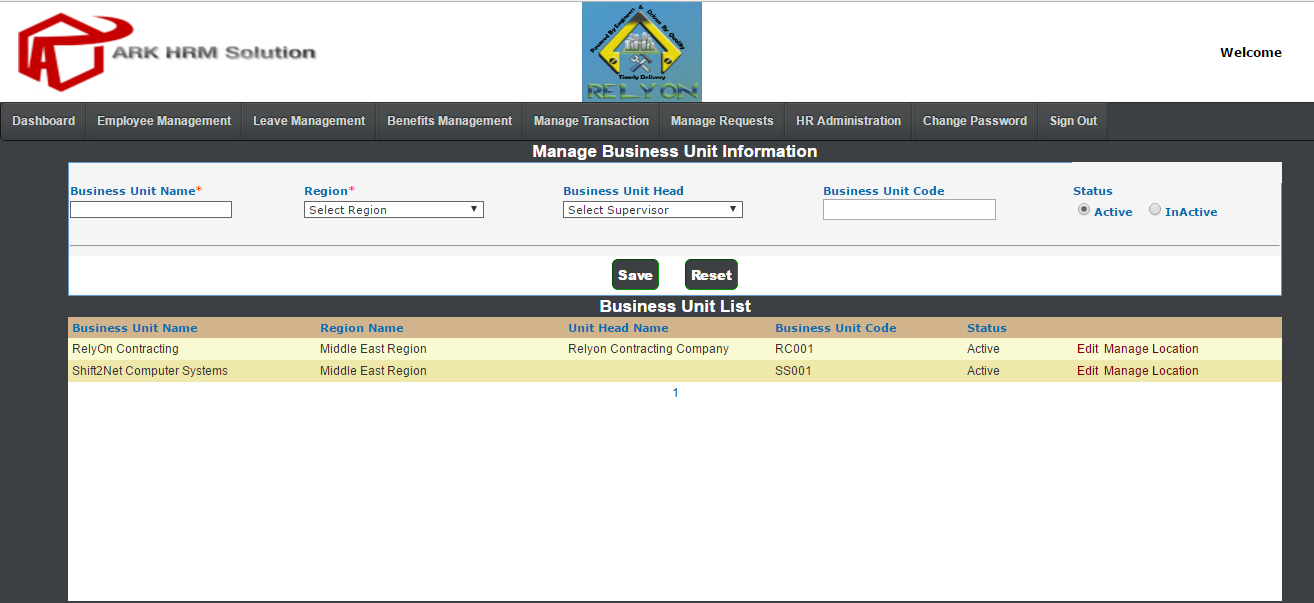 ARK HRM Solution
Powered By Engineers & Driven By Quality
Timely Delivery
RELYON
Welcome
Dashboard Employee Management Leave Management Benefits Management Manage Transaction Manage Requests HR Administration Change Password Sign Out
Manage Business Unit Information
Business Unit Name* Region* Business Unit Head Business Unit Code Status
Select Region Select Supervisor Active InActive
Save Reset
Business Unit List
Business Unit Name Region Name Unit Head Name Business Unit Code Status
RelyOn Contracting Middle East Region Relyon Contracting Company RC001 Active Edit Manage Location
Shift2Net Computer Systems Middle East Region SS001 Active Edit Manage Location
1